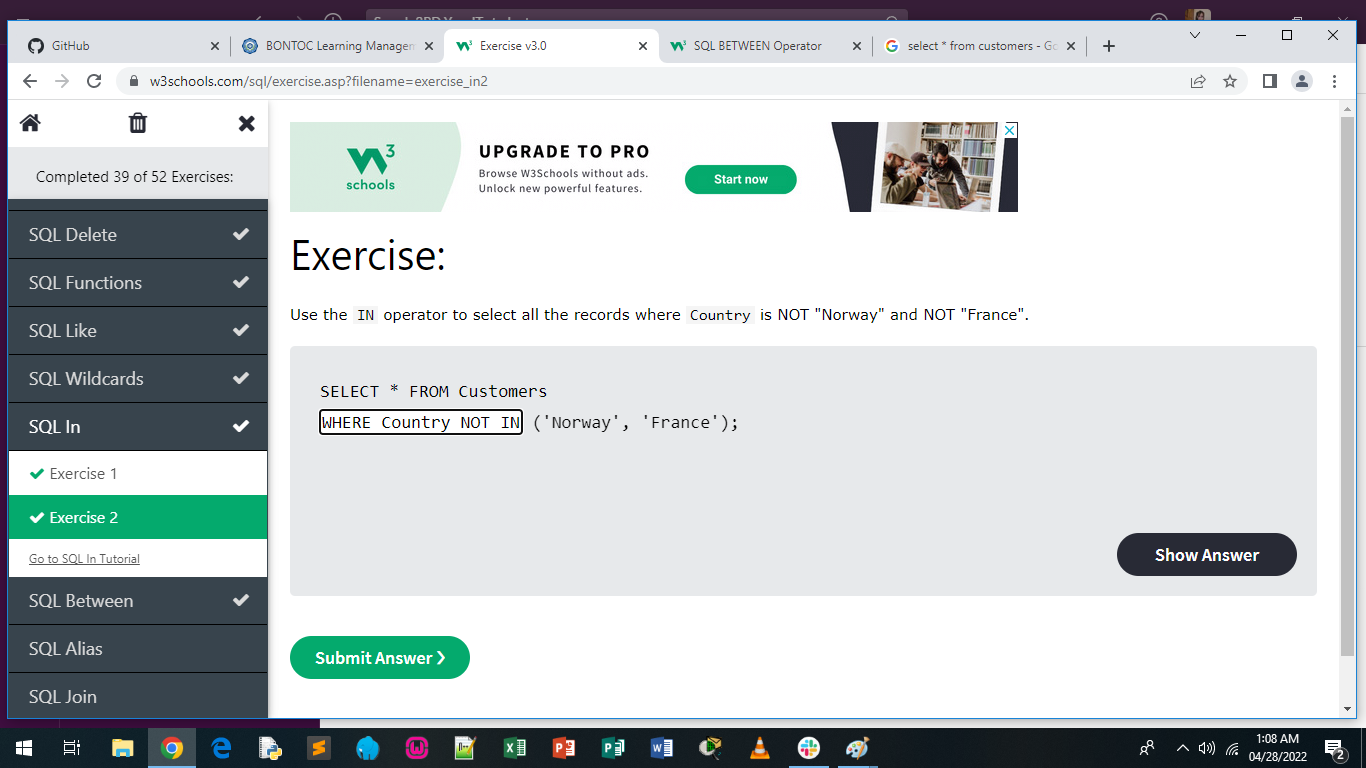 GitHub
BONTOC Learning Managem
Exercise v3.0
SQL BETWEEN Operator
select * from customers - Go
w3schools.com/sql/exercise.asp?filename=exercise_in2
Completed 39 of 52 Exercises:
SQL Delete
SQL Functions
SQL Like
SQL Wildcards
SQL In
Exercise 1
Exercise 2
Go to SQL In Tutorial
SQL Between
SQL Alias
SQL Join
W3
schools
UPGRADE TO PRO
Browse W3Schools without ads.
Unlock new powerful features.
Start now
Exercise:
Use the IN operator to select all the records where Country is NOT "Norway" and NOT "France".
SELECT * FROM Customers
WHERE Country NOT IN ('Norway', 'France');
Show Answer
Submit Answer ❯
1:08 AM
04/28/2022
2